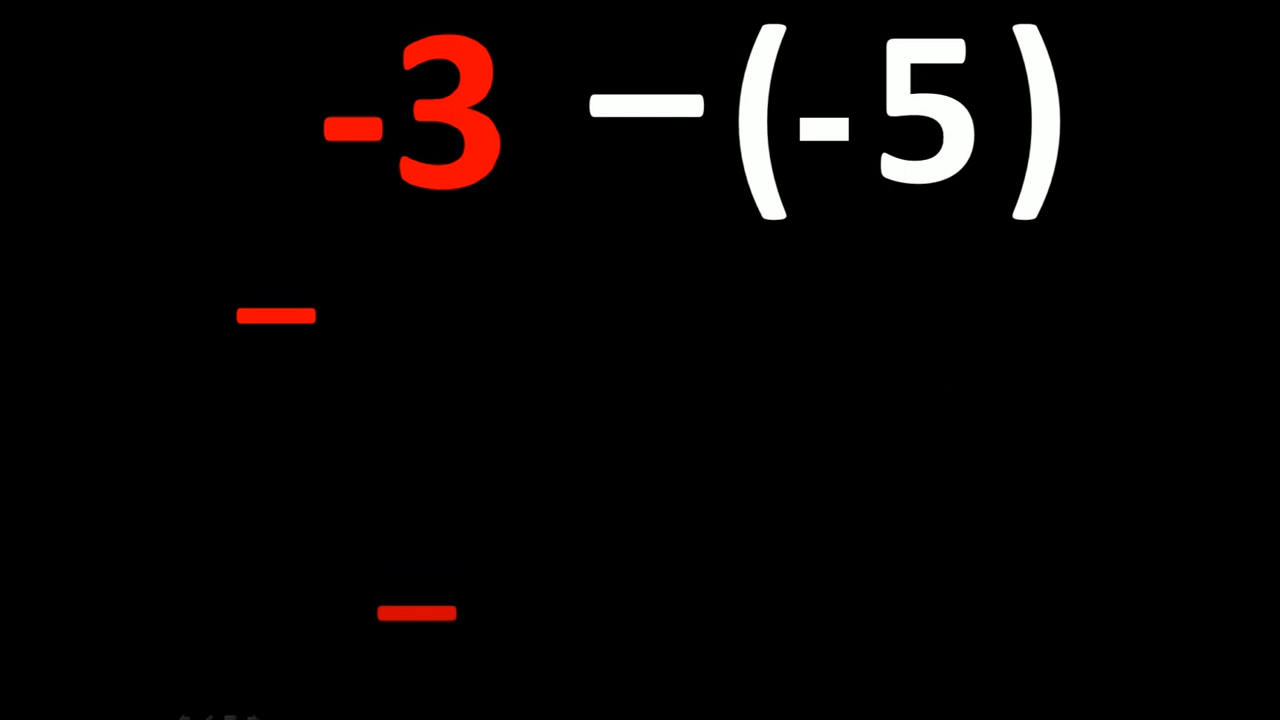 -3 –(-5)
–
–